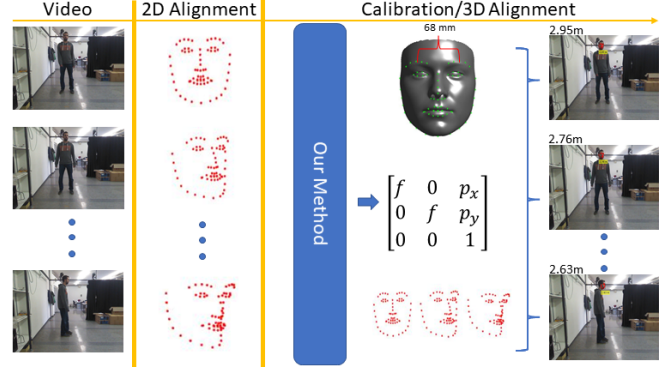 Video
2D Alignment
Calibration/3D Alignment
68 mm
2.95m
2.76m
Our Method
f 0 pₓ
0 f p_y
0 0 1
2.63m